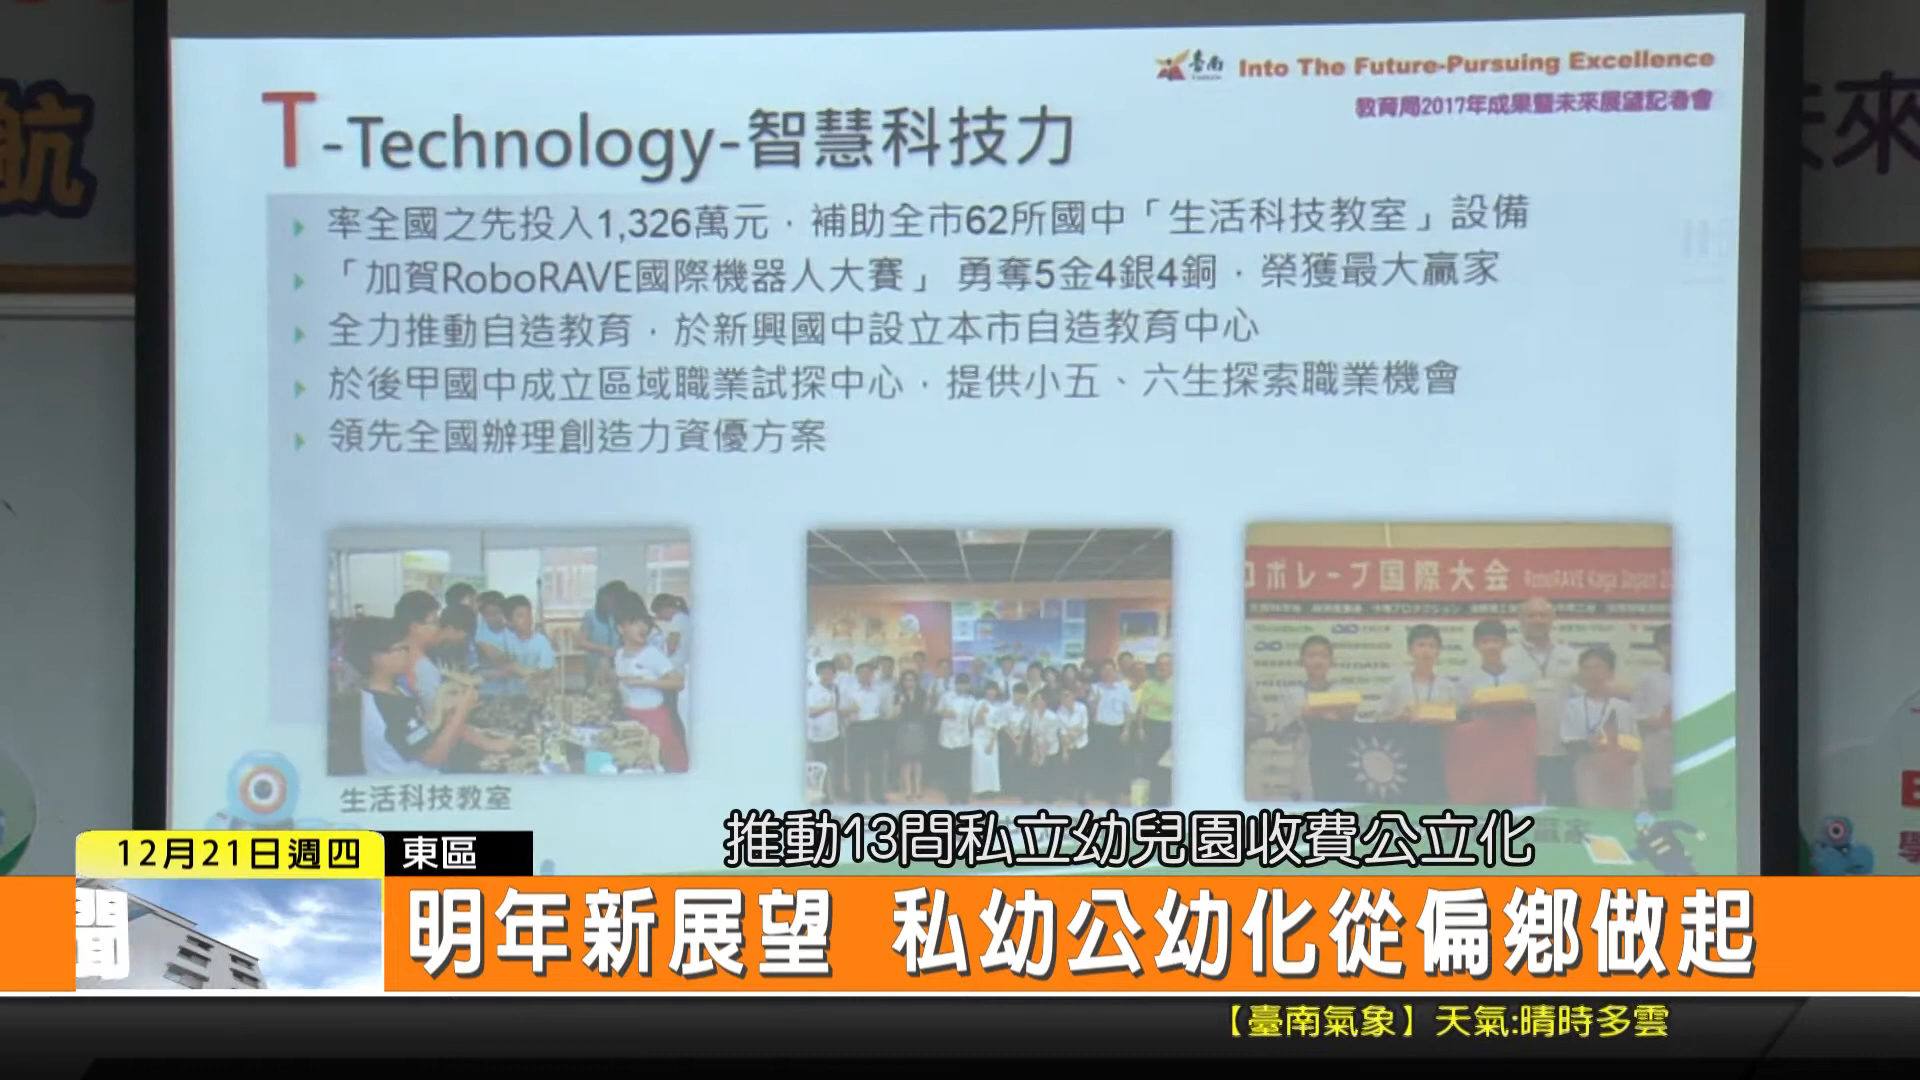 航
未來
臺南 Into The Future-Pursuing Excellence
教育局2017年成果暨未來展望記者會
T-Technology-智慧科技力
率全國之先投入1,326萬元，補助全市62所國中「生活科技教室」設備
「加賀RoboRAVE國際機器人大賽」 勇奪5金4銀4銅，榮獲最大贏家
全力推動自造教育，於新興國中設立本市自造教育中心
於後甲國中成立區域職業試探中心，提供小五、六生探索職業機會
領先全國辦理創造力資優方案
ロボレーブ国際大会 RoboRAVE Kaga Japan
生活科技教室
贏家
推動13間私立幼兒園收費公立化
12月21日週四 東區
聞
明年新展望 私幼公幼化從偏鄉做起
【臺南氣象】天氣:晴時多雲